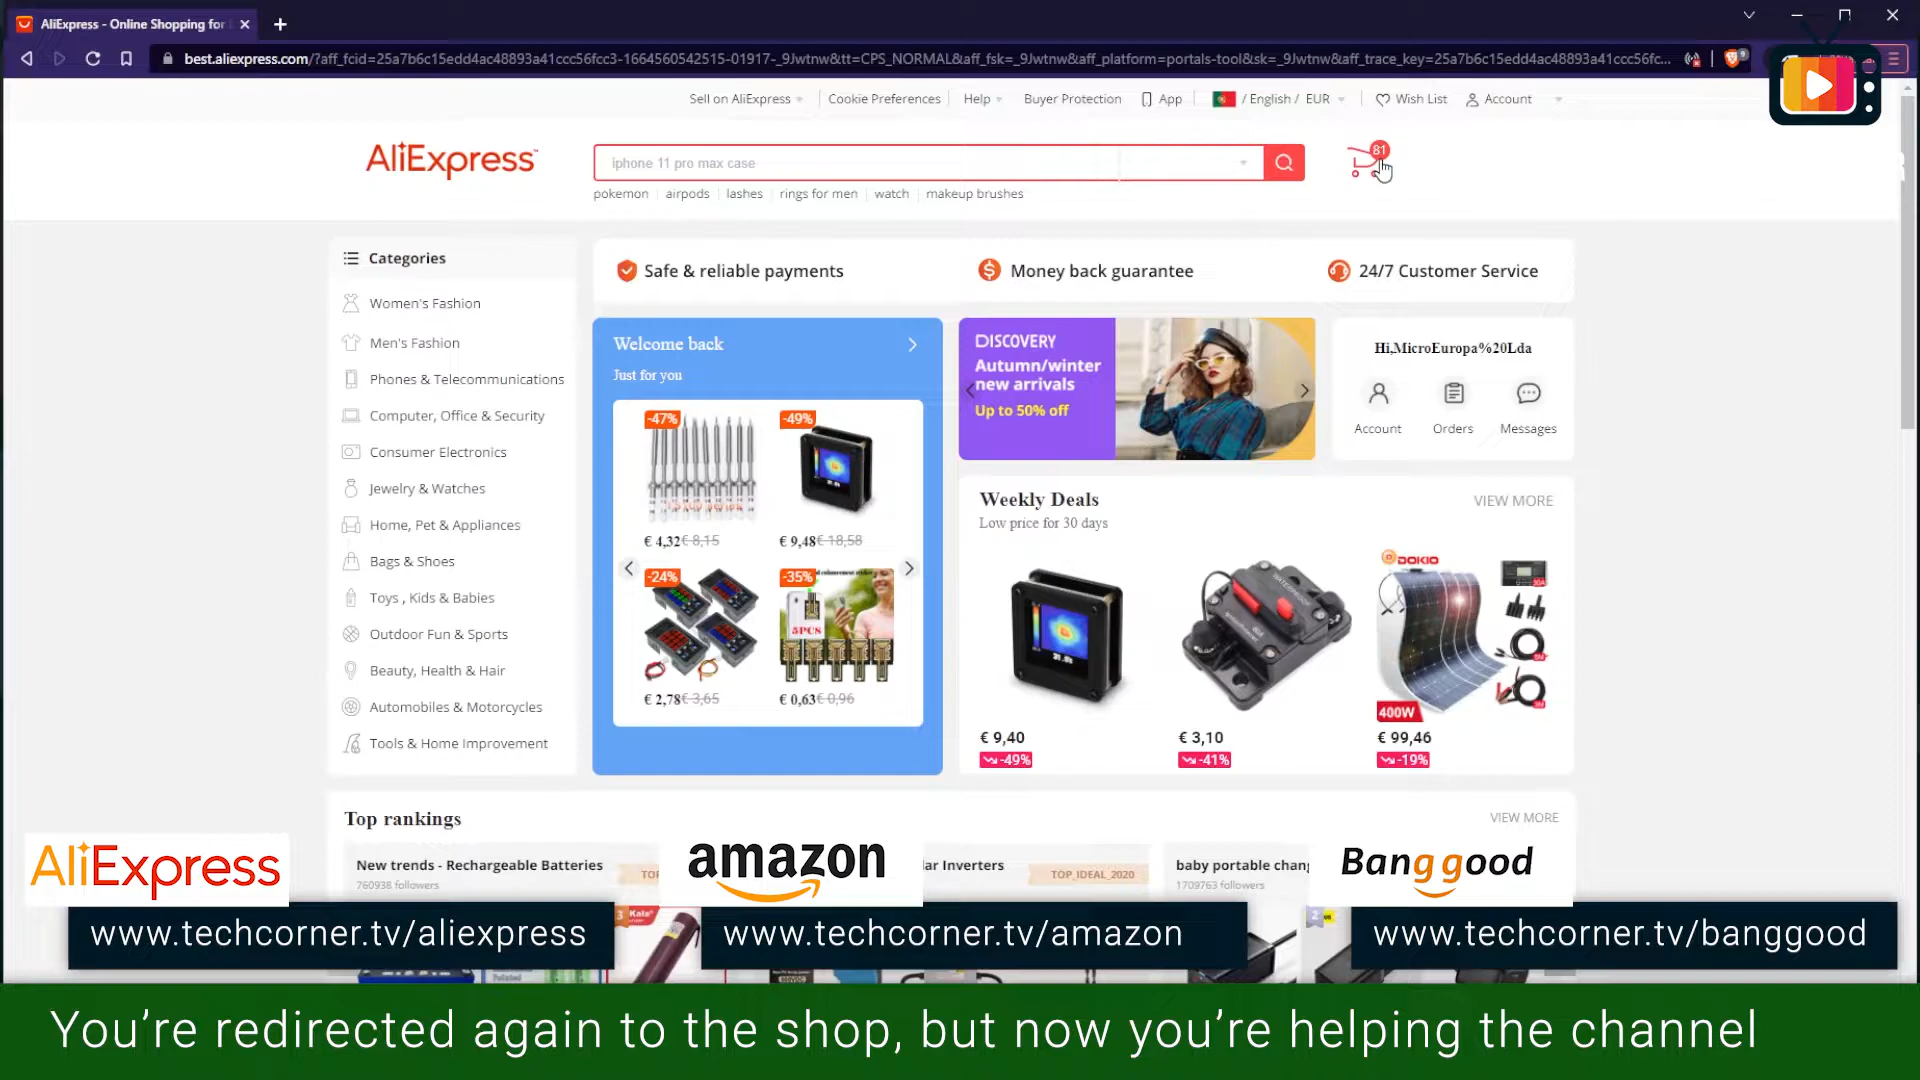 AliExpress - Online Shopping for
best.aliexpress.com/?aff_fcid=25a7b6c15edd4ac48893a41ccc56fcc3-1664560542515-01917-_9Jwtnw&tt=CPS_NORMAL&aff_fsk=_9Jwtnw&aff_platform=portals-tool&sk=_9Jwtnw&aff_trace_key=25a7b6c15edd4ac48893a41ccc56fc...
Sell on AliExpress
Cookie Preferences
Help
Buyer Protection
App
/ English / EUR
Wish List
Account
AliExpress
iphone 11 pro max case
81
pokemon
airpods
lashes
rings for men
watch
makeup brushes
Categories
Women's Fashion
Men's Fashion
Phones & Telecommunications
Computer, Office & Security
Consumer Electronics
Jewelry & Watches
Home, Pet & Appliances
Bags & Shoes
Toys , Kids & Babies
Outdoor Fun & Sports
Beauty, Health & Hair
Automobiles & Motorcycles
Tools & Home Improvement
Safe & reliable payments
Money back guarantee
24/7 Customer Service
Welcome back
Just for you
-47%
-49%
€ 4,32 € 8,15
€ 9,48 € 18,58
-24%
-35%
5PCS
€ 2,78 € 3,65
€ 0,63 € 0,96
DISCOVERY
Autumn/winter
new arrivals
Up to 50% off
Hi,MicroEuropa%20Lda
Account
Orders
Messages
Weekly Deals
VIEW MORE
Low price for 30 days
DOKIO
400W
€ 9,40
€ 3,10
€ 99,46
-49%
-41%
-19%
Top rankings
VIEW MORE
New trends - Rechargeable Batteries
760938 followers
lar Inverters
TOP_IDEAL_2020
baby portable chang
1709763 followers
AliExpress
amazon
Banggood
www.techcorner.tv/aliexpress
www.techcorner.tv/amazon
www.techcorner.tv/banggood
You're redirected again to the shop, but now you're helping the channel